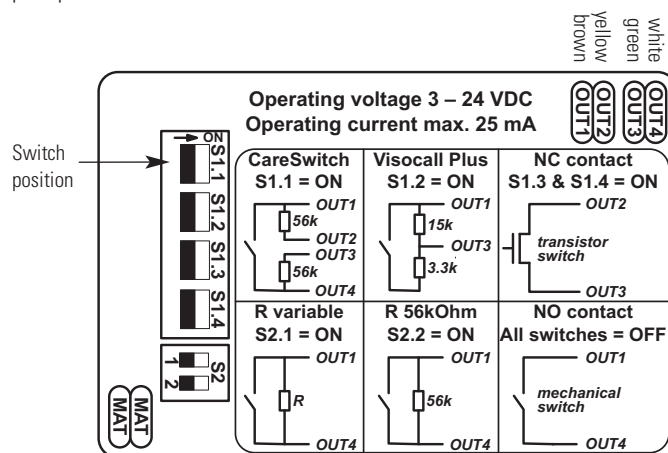 brown
yellow
green
white
OUT1
OUT2
OUT3
OUT4
Operating voltage 3 – 24 VDC
Operating current max. 25 mA
Switch
position
ON
S1.1
S1.2
S1.3
S1.4
1
2
S2
MAT
MAT
CareSwitch
S1.1 = ON
OUT1
56k
OUT2
OUT3
56k
OUT4
Visocall Plus
S1.2 = ON
OUT1
15k
OUT3
3.3k
OUT4
NC contact
S1.3 & S1.4 = ON
OUT2
transistor
switch
OUT3
R variable
S2.1 = ON
OUT1
R
OUT4
R 56kOhm
S2.2 = ON
OUT1
56k
OUT4
NO contact
All switches = OFF
OUT1
mechanical
switch
OUT4